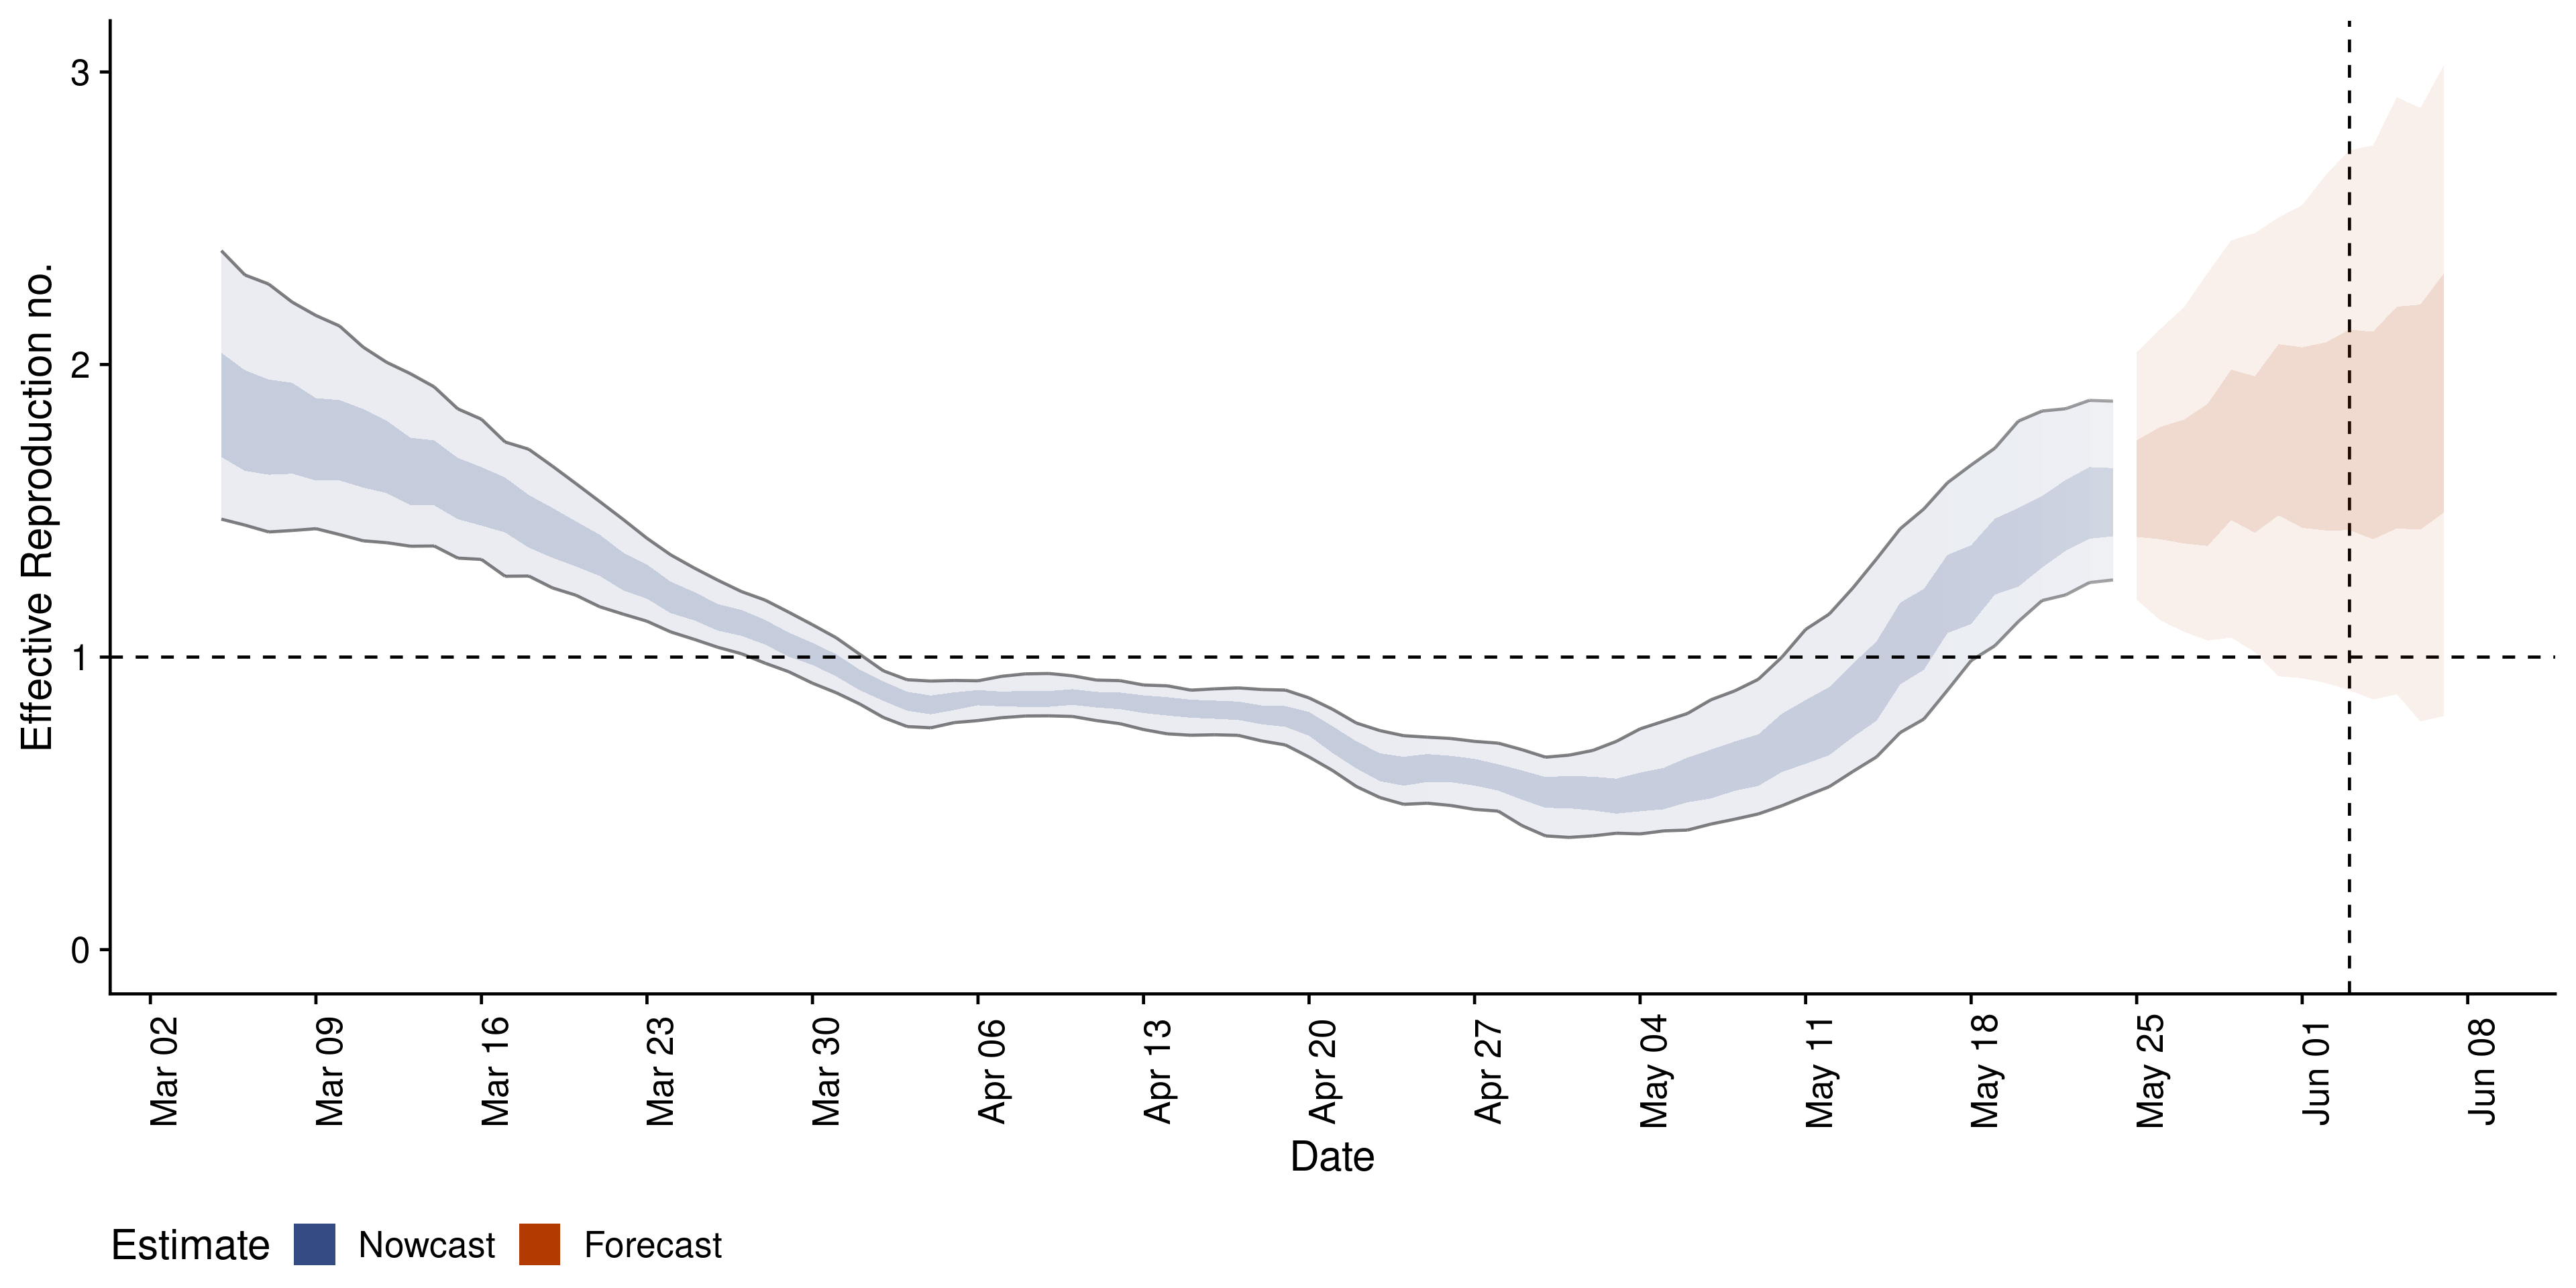 Effective Reproduction no.
3
2
1
0
Mar 02
Mar 09
Mar 16
Mar 23
Mar 30
Apr 06
Apr 13
Apr 20
Apr 27
May 04
May 11
May 18
May 25
Jun 01
Jun 08
Date
Estimate Nowcast Forecast